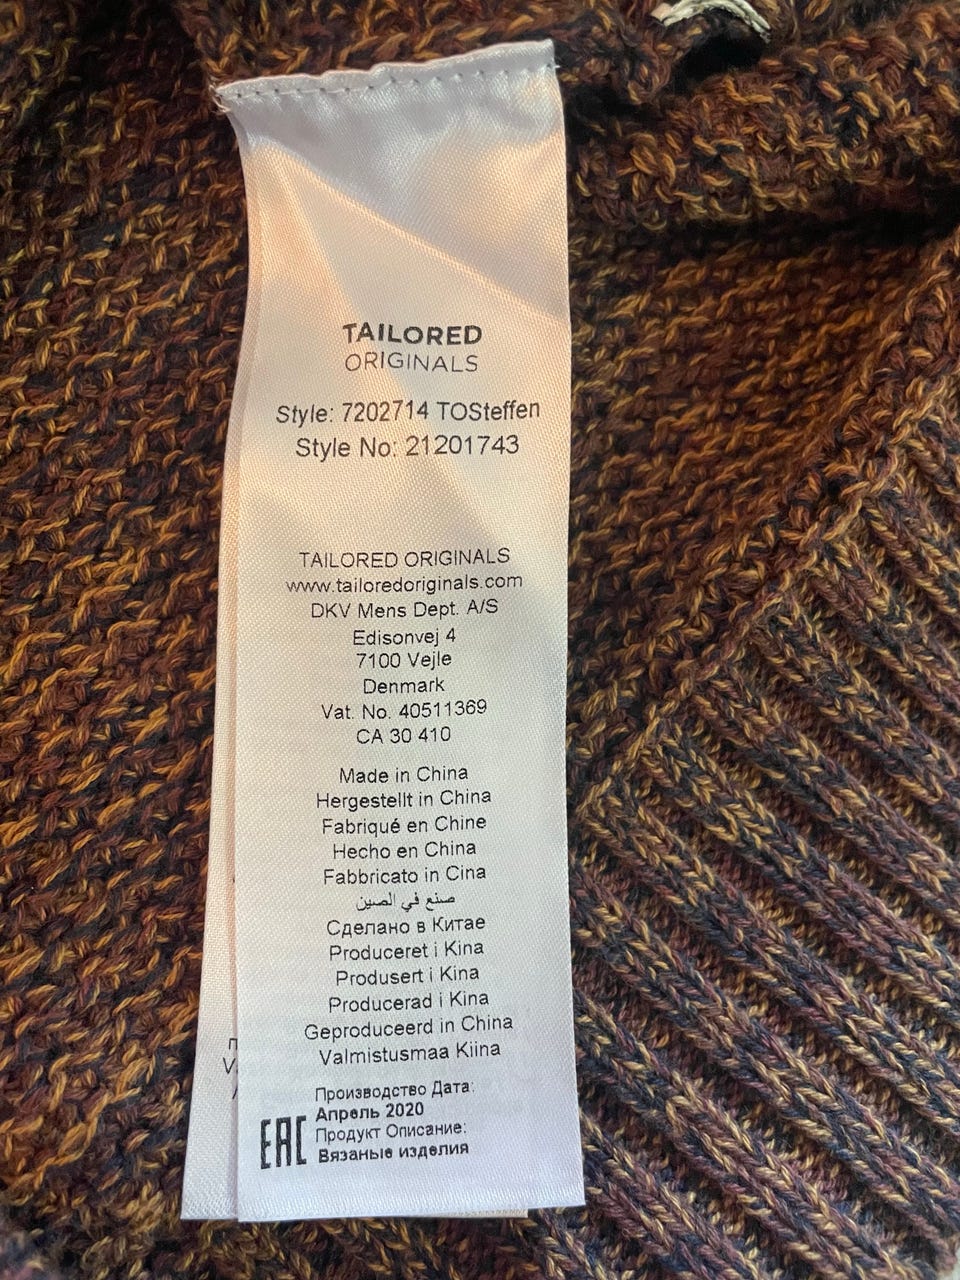 TAILORED
ORIGINALS
Style: 7202714 TOSteffen
Style No: 21201743
TAILORED ORIGINALS
www.tailoredoriginals.com
DKV Mens Dept. A/S
Edisonvej 4
7100 Vejle
Denmark
Vat. No. 40511369
CA 30 410
Made in China
Hergestellt in China
Fabriqué en Chine
Hecho en China
Fabbricato in Cina
صنع في الصين
Сделано в Китае
Produceret i Kina
Produsert i Kina
Producerad i Kina
Geproduceerd in China
Valmistusmaa Kiina
Производство Дата:
Апрель 2020
EAC Продукт Описание:
Вязаные изделия